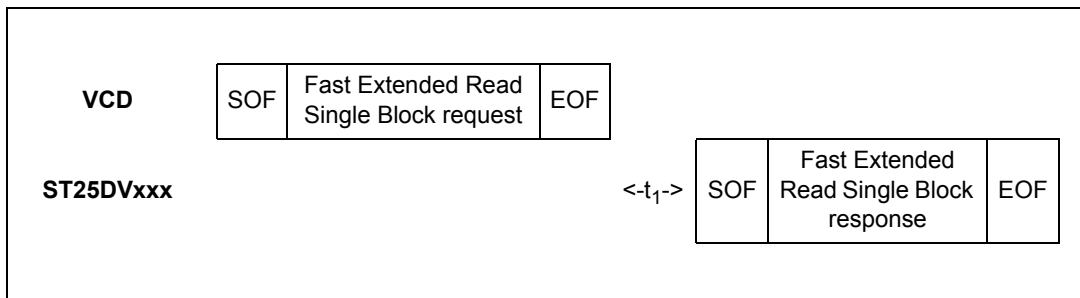 VCD
SOF
Fast Extended Read
Single Block request
EOF
ST25DVxxx
<-t₁->
SOF
Fast Extended
Read Single Block
response
EOF